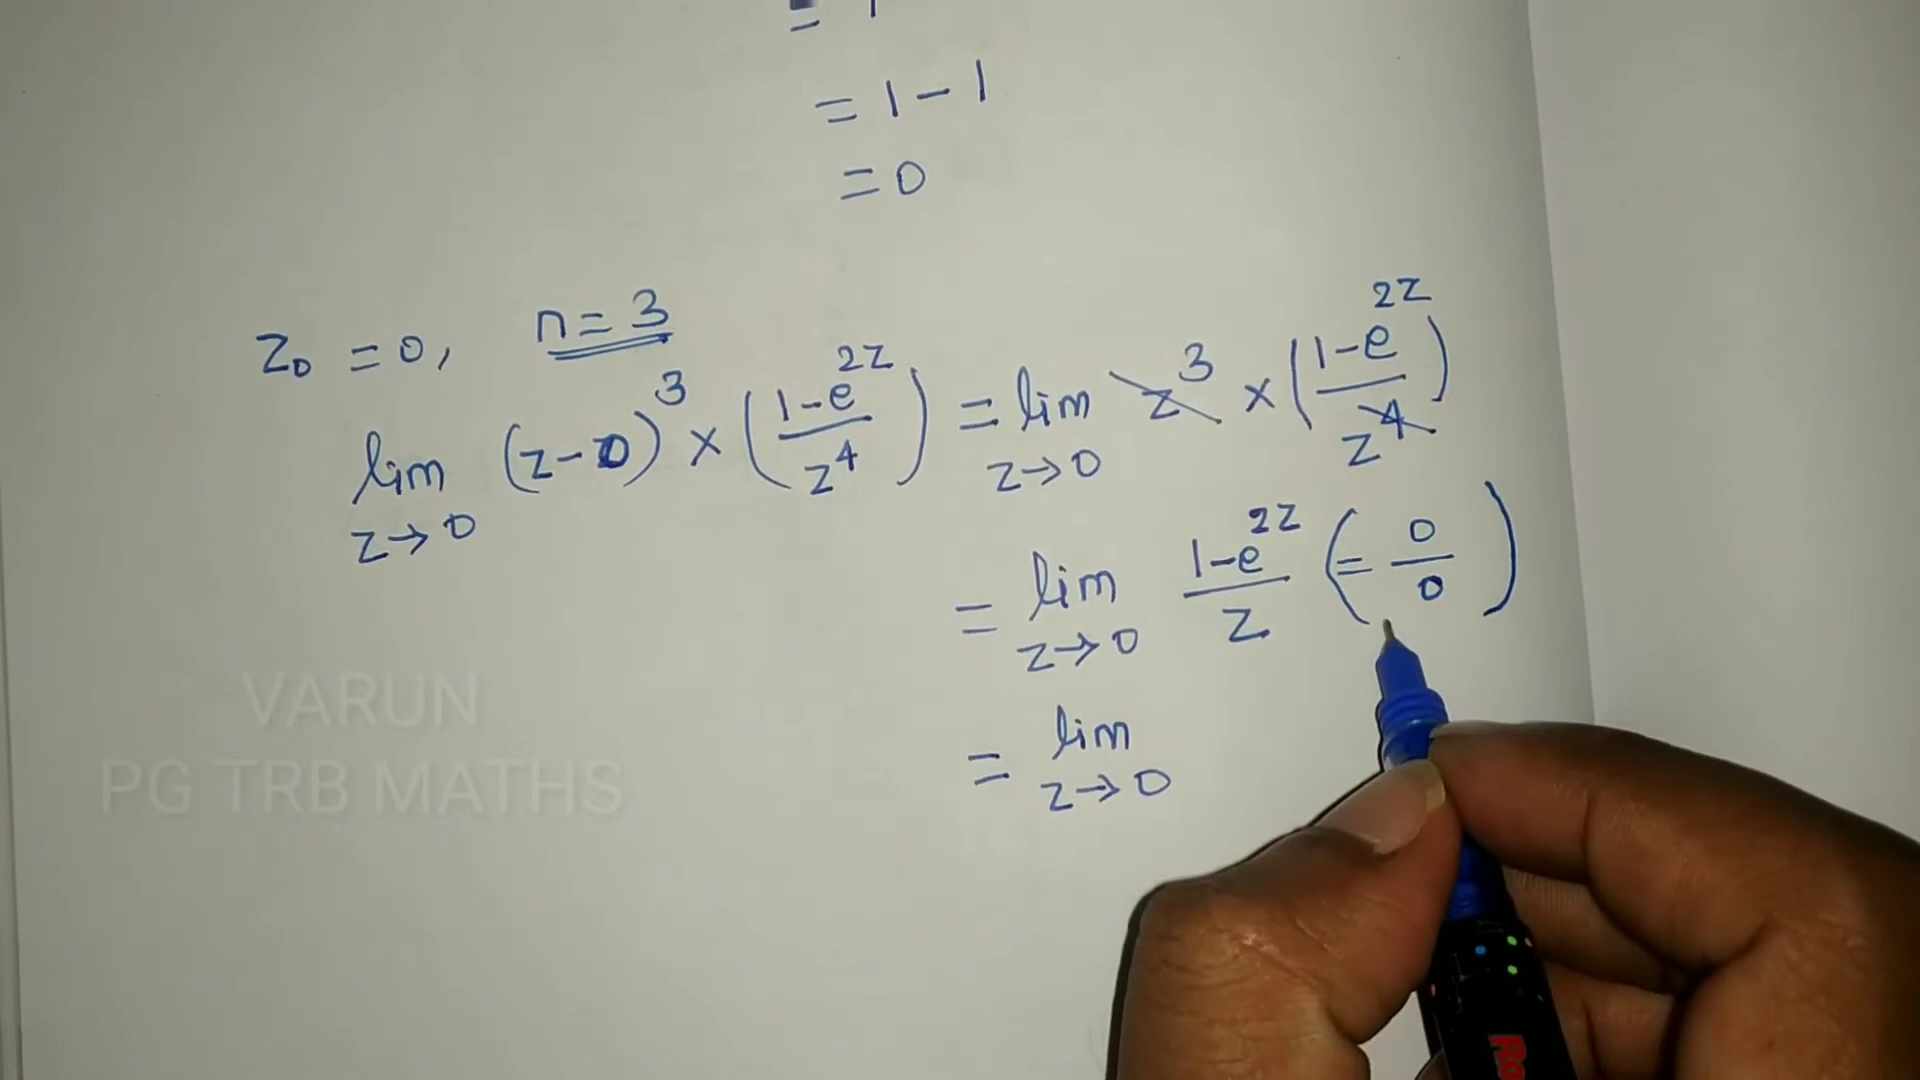 = 1 - 1
= 0
z₀ = 0, n = 3
lim z→0 (z-0)³ × ((1-e^2z)/z⁴) = lim z→0 z³ × ((1-e^2z)/z⁴)
= lim z→0 (1-e^2z)/z (= 0/0)
= lim z→0
VARUN
PG TRB MATHS